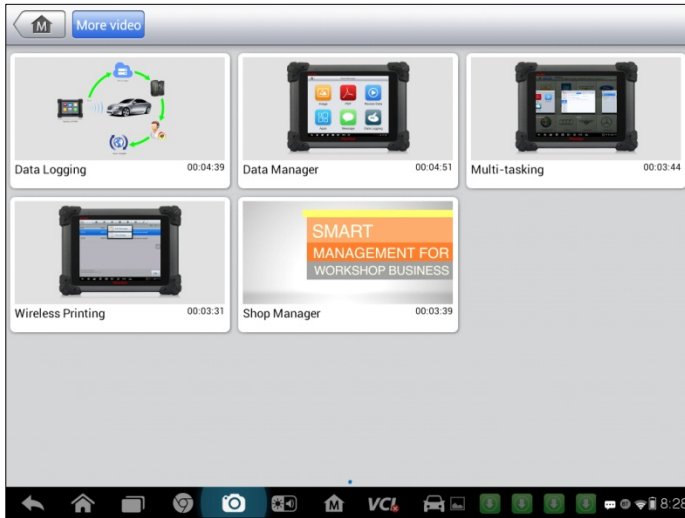 M
More video
Data Logging 00:04:39
Data Manager 00:04:51
Multi-tasking 00:03:44
SMART
MANAGEMENT FOR
WORKSHOP BUSINESS
Wireless Printing 00:03:31
Shop Manager 00:03:39
M
VCI
8:28